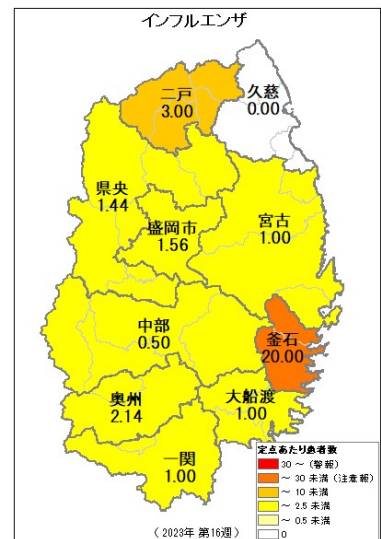 インフルエンザ
二戸
3.00
久慈
0.00
県央
1.44
盛岡市
1.56
宮古
1.00
中部
0.50
釜石
20.00
奥州
2.14
大船渡
1.00
一関
1.00
定点あたり患者数
30 ～ (警報)
～ 30 未満 (注意報)
～ 10 未満
～ 2.5 未満
～ 0.5 未満
0
( 2023年 第16週 )